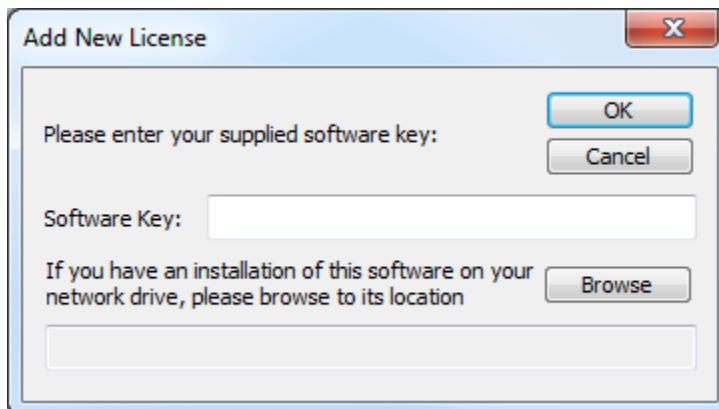 Add New License
OK
Please enter your supplied software key:
Cancel
Software Key:
If you have an installation of this software on your
network drive, please browse to its location
Browse